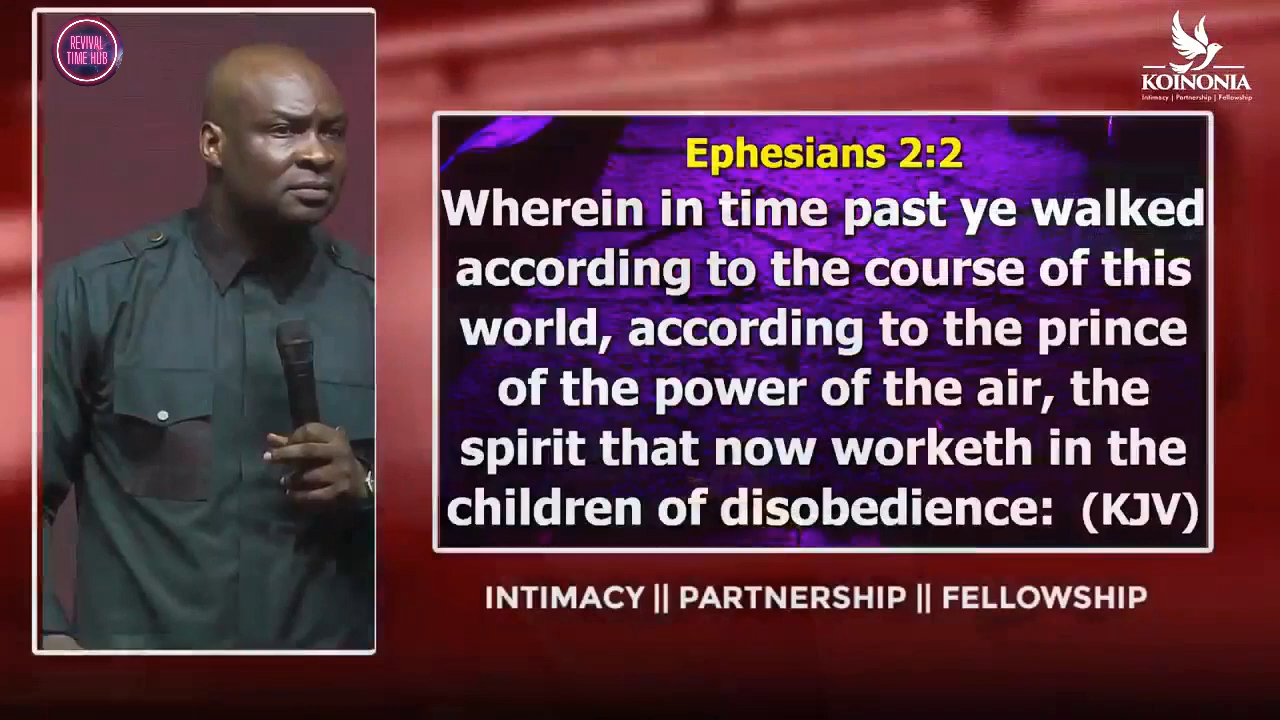 REVIVAL
TIME HUB
KOINONIA
Intimacy | Partnership | Fellowship
Ephesians 2:2
Wherein in time past ye walked
according to the course of this
world, according to the prince
of the power of the air, the
spirit that now worketh in the
children of disobedience: (KJV)
INTIMACY || PARTNERSHIP || FELLOWSHIP